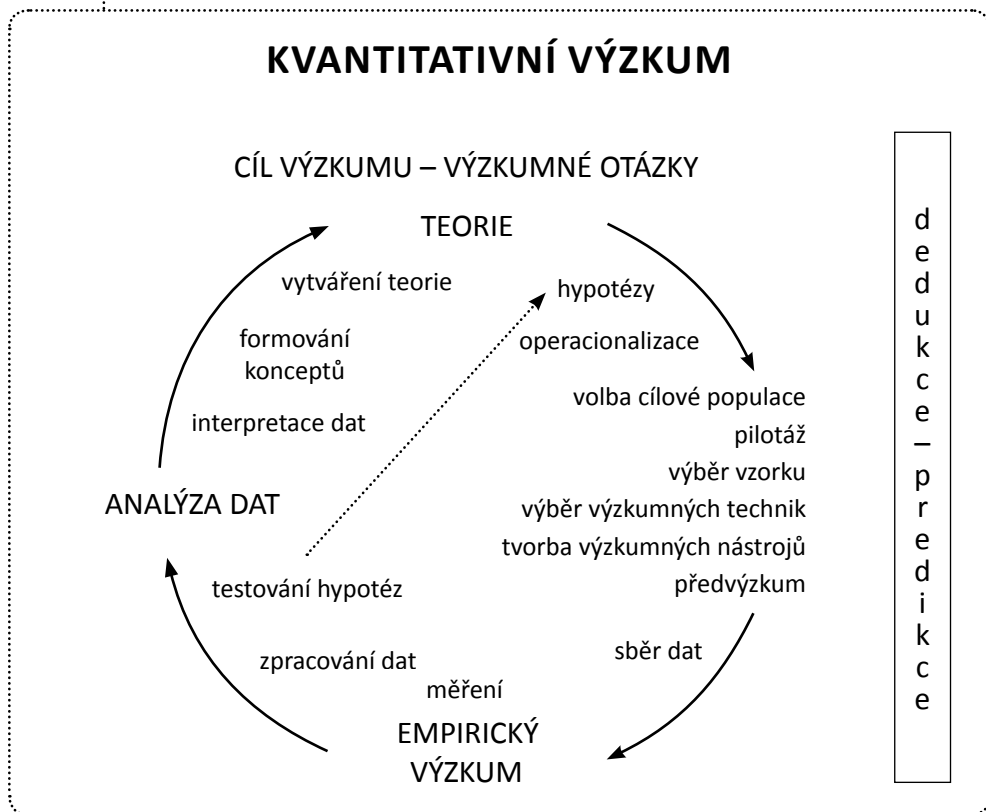 KVANTITATIVNÍ VÝZKUM
CÍL VÝZKUMU – VÝZKUMNÉ OTÁZKY
TEORIE
vytváření teorie
hypotézy
formování
konceptů
operacionalizace
interpretace dat
volba cílové populace
pilotáž
výběr vzorku
výběr výzkumných technik
tvorba výzkumných nástrojů
předvýzkum
ANALÝZA DAT
testování hypotéz
sběr dat
zpracování dat
měření
EMPIRICKÝ
VÝZKUM
dedukce – predikce